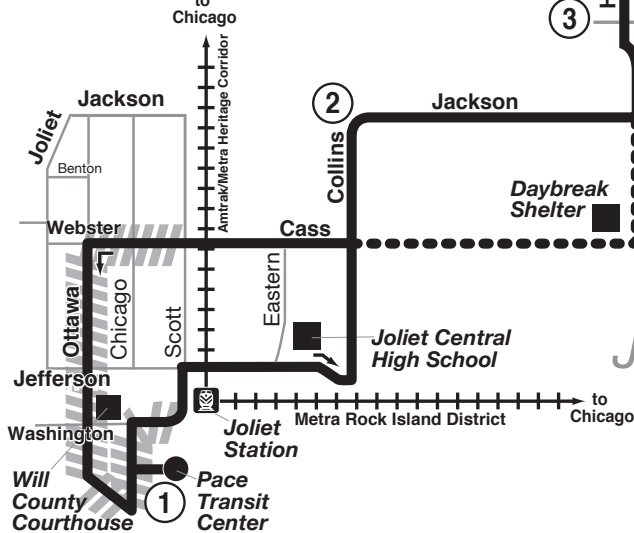 to
Chicago
3
Jackson
2
Jackson
Joliet
Amtrak/Metra Heritage Corridor
Collins
Benton
Daybreak
Shelter
Webster
Cass
Ottawa
Chicago
Scott
Eastern
Joliet Central
High School
J
Jefferson
to
Chicago
Metra Rock Island District
Washington
Joliet
Station
Will
County
Courthouse
1
Pace
Transit
Center